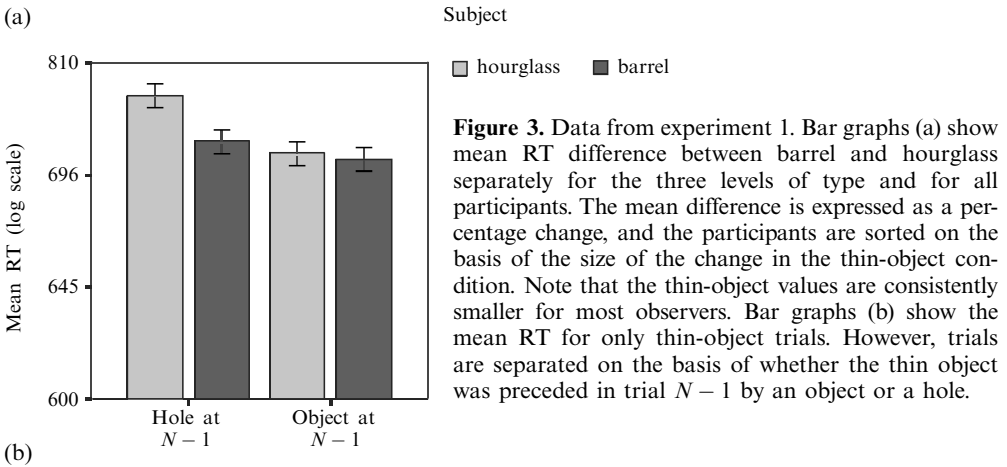 (a)
Subject
810
696
645
600
Mean RT (log scale)
Hole at
N − 1
Object at
N − 1
hourglass
barrel
Figure 3. Data from experiment 1. Bar graphs (a) show
mean RT difference between barrel and hourglass
separately for the three levels of type and for all
participants. The mean difference is expressed as a per-
centage change, and the participants are sorted on the
basis of the size of the change in the thin-object con-
dition. Note that the thin-object values are consistently
smaller for most observers. Bar graphs (b) show the
mean RT for only thin-object trials. However, trials
are separated on the basis of whether the thin object
was preceded in trial N − 1 by an object or a hole.
(b)